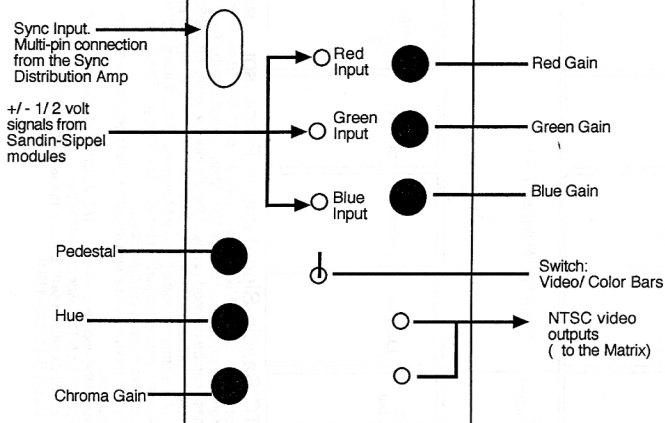 Sync Input.
Multi-pin connection
from the Sync
Distribution Amp
+/ - 1/ 2 volt
signals from
Sandin-Sippel
modules
Red
Input
Green
Input
Blue
Input
Red Gain
Green Gain
Blue Gain
Pedestal
Hue
Chroma Gain
Switch:
Video/ Color Bars
NTSC video
outputs
( to the Matrix)